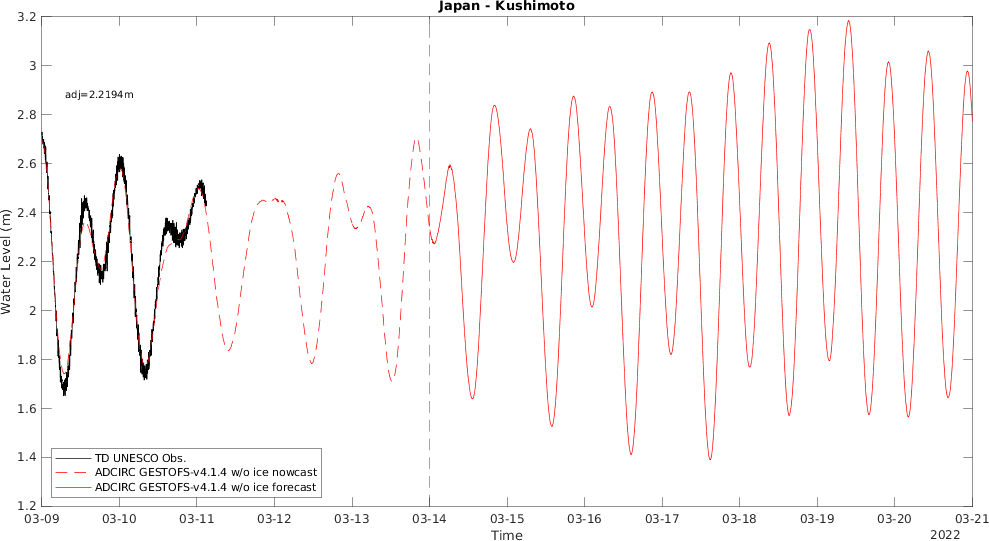 Japan - Kushimoto
adj=2.2194m
Water Level (m)
3.2
3
2.8
2.6
2.4
2.2
2
1.8
1.6
1.4
1.2
TD UNESCO Obs.
ADCIRC GESTOFS-v4.1.4 w/o ice nowcast
ADCIRC GESTOFS-v4.1.4 w/o ice forecast
03-09 03-10 03-11 03-12 03-13 03-14 03-15 03-16 03-17 03-18 03-19 03-20 03-21
Time
2022